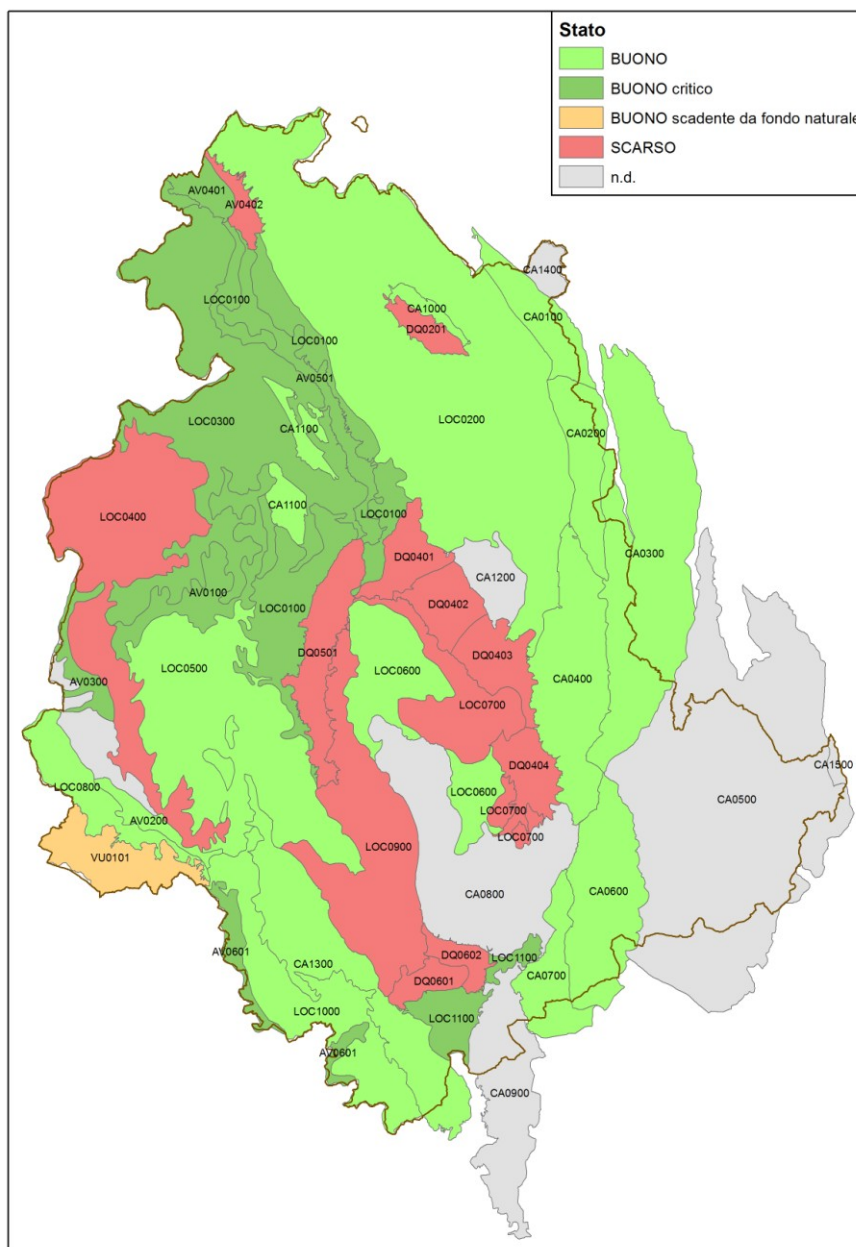 Stato
BUONO
BUONO critico
BUONO scadente da fondo naturale
SCARSO
n.d.
AV0401
AV0402
CA1400
LOC0100
CA1000
CA0100
DQ0201
LOC0100
AV0501
LOC0300
CA1100
LOC0200
CA0200
CA1100
LOC0400
LOC0100
CA0300
DQ0401
CA1200
AV0100
LOC0100
DQ0402
DQ0501
DQ0403
LOC0500
LOC0600
AV0300
CA0400
LOC0700
DQ0404
CA1500
LOC0800
LOC0600
CA0500
LOC0700
AV0200
LOC0700
LOC0900
VU0101
CA0600
CA0800
AV0601
DQ0602
LOC1100
CA1300
CA0700
DQ0601
LOC1000
LOC1100
AV0601
CA0900